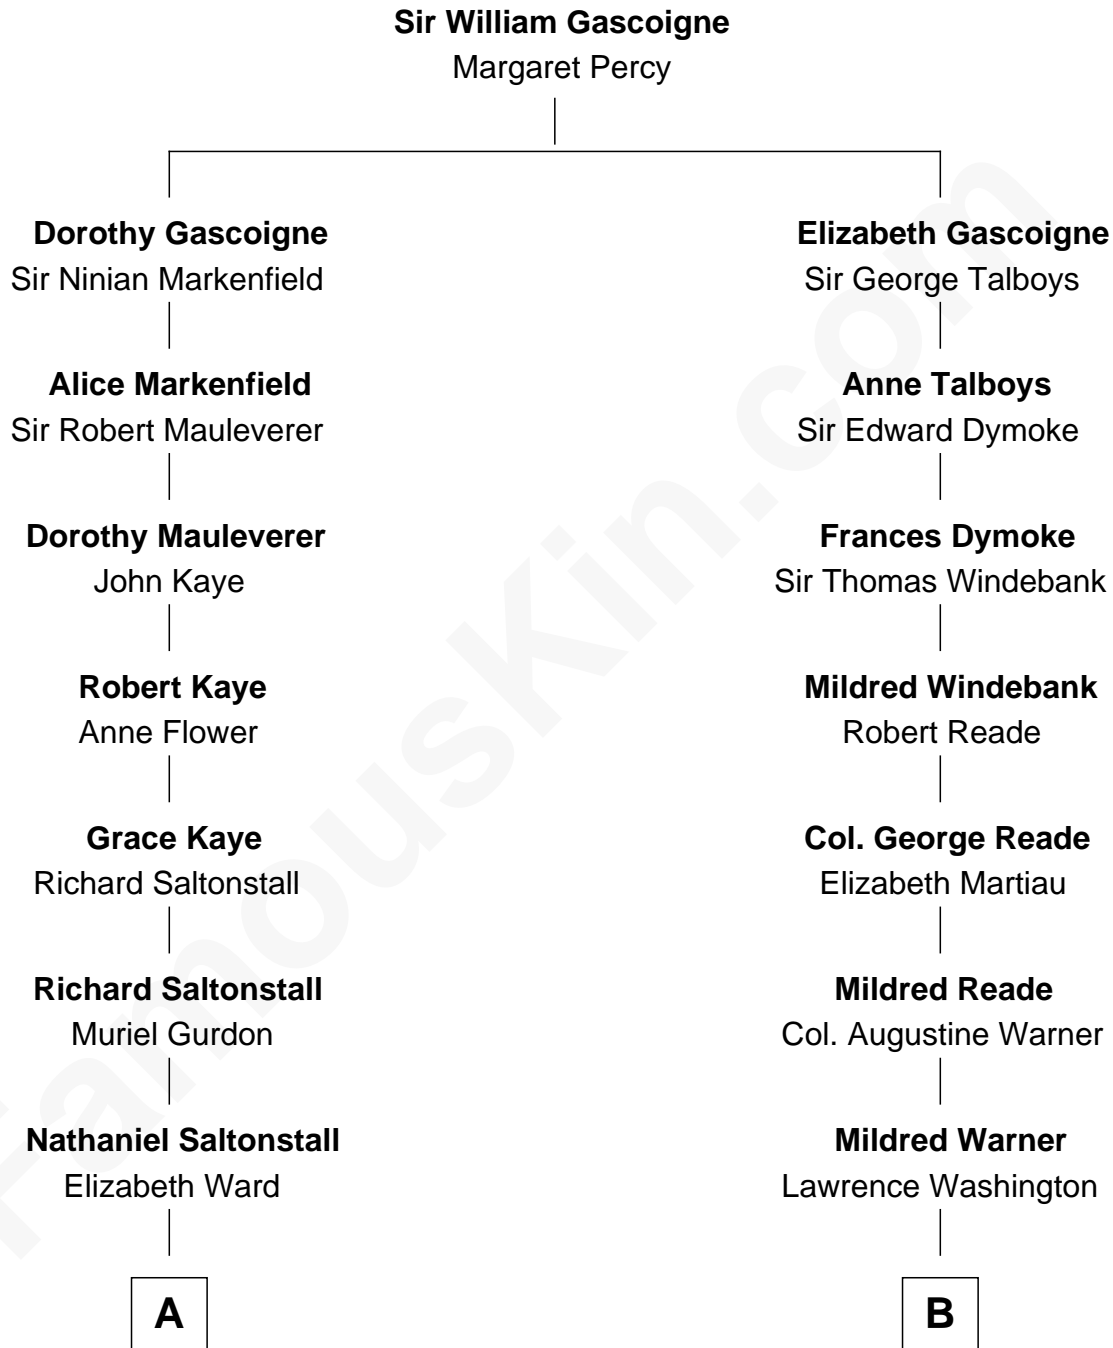 Sir William Gascoigne
Margaret Percy
Dorothy Gascoigne
Sir Ninian Markenfield
Elizabeth Gascoigne
Sir George Talboys
Alice Markenfield
Sir Robert Mauleverer
Anne Talboys
Sir Edward Dymoke
Dorothy Mauleverer
John Kaye
Frances Dymoke
Sir Thomas Windebank
Robert Kaye
Anne Flower
Mildred Windebank
Robert Reade
Grace Kaye
Richard Saltonstall
Col. George Reade
Elizabeth Martiau
Richard Saltonstall
Muriel Gurdon
Mildred Reade
Col. Augustine Warner
Nathaniel Saltonstall
Elizabeth Ward
Mildred Warner
Lawrence Washington
A
B
FamousKin.com